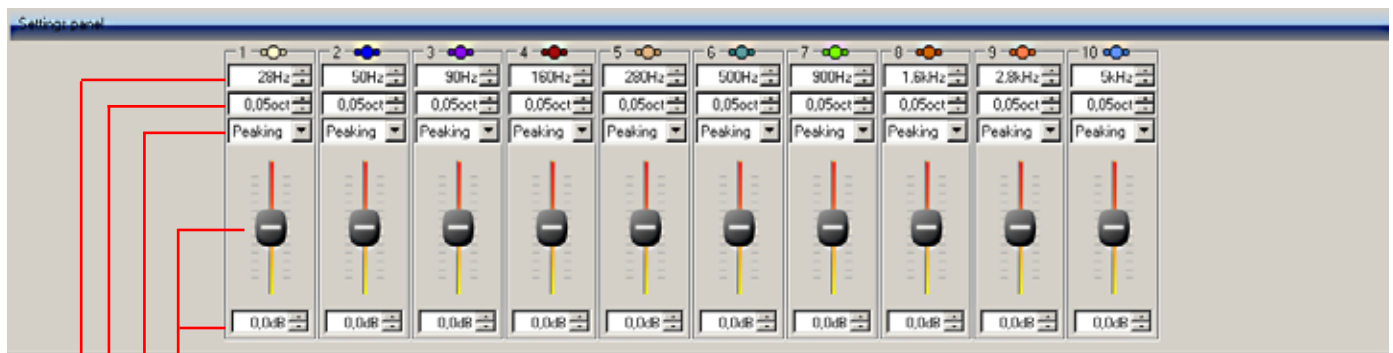 Settings panel
1 2 3 4 5 6 7 8 9 10
28Hz 50Hz 90Hz 160Hz 280Hz 500Hz 900Hz 1.6kHz 2.8kHz 5kHz
0,05oct 0,05oct 0,05oct 0,05oct 0,05oct 0,05oct 0,05oct 0,05oct 0,05oct 0,05oct
Peaking Peaking Peaking Peaking Peaking Peaking Peaking Peaking Peaking Peaking
0,0dB 0,0dB 0,0dB 0,0dB 0,0dB 0,0dB 0,0dB 0,0dB 0,0dB 0,0dB